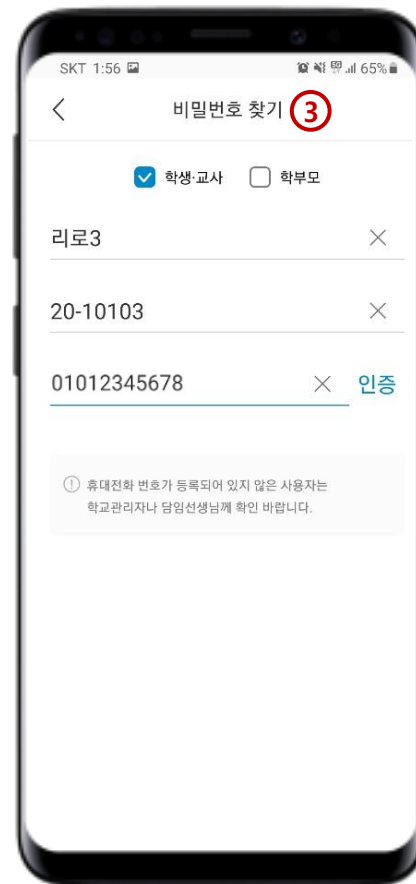 SKT 1:56 65%
비밀번호 찾기 ③
학생·교사 학부모
리로3
20-10103
01012345678 인증
휴대전화 번호가 등록되어 있지 않은 사용자는
학교관리자나 담임선생님께 확인 바랍니다.